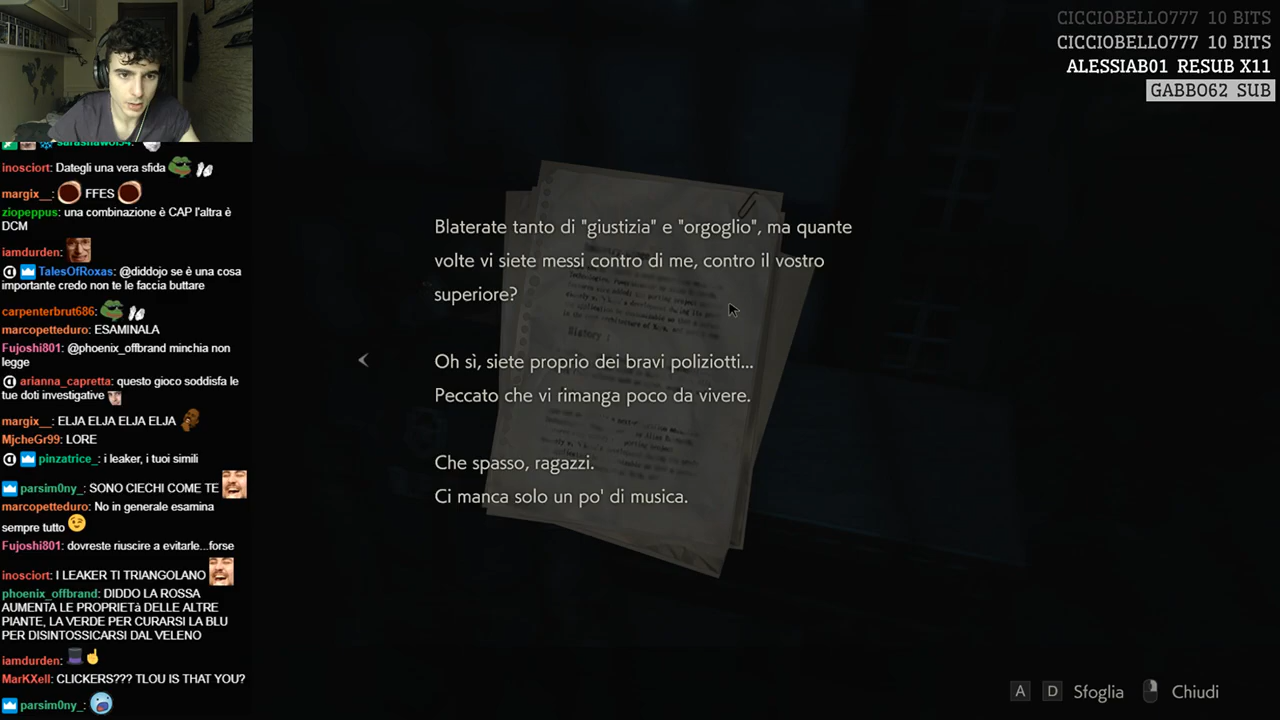 CICCIOBELLO777 10 BITS
CICCIOBELLO777 10 BITS
ALESSIAB01 RESUB X11
GABBO62 SUB
inosciort: Dategli una vera sfida
margix__: FFES
ziopeppus: una combinazione è CAP l'altra è
DCM
iamdurden:
TalesOfRoxas: @diddojo se è una cosa
importante credo non te le faccia buttare
carpenterbrut686:
marcopetteduro: ESAMINALA
Fujoshi801: @phoenix_offbrand minchia non
legge
arianna_capretta: questo gioco soddisfa le
tue doti investigative
margix__: ELJA ELJA ELJA ELJA
MjcheGr99: LORE
pinzatrice_: i leaker, i tuoi simili
parsim0ny_: SONO CIECHI COME TE
marcopetteduro: No in generale esamina
sempre tutto
Fujoshi801: dovreste riuscire a evitarle...forse
inosciort: I LEAKER TI TRIANGOLANO
phoenix_offbrand: DIDDO LA ROSSA
AUMENTA LE PROPRIETà DELLE ALTRE
PIANTE, LA VERDE PER CURARSI LA BLU
PER DISINTOSSICARSI DAL VELENO
iamdurden:
MarKXell: CLICKERS??? TLOU IS THAT YOU?
parsim0ny_:
Blaterate tanto di "giustizia" e "orgoglio", ma quante
volte vi siete messi contro di me, contro il vostro
superiore?
Oh sì, siete proprio dei bravi poliziotti...
Peccato che vi rimanga poco da vivere.
Che spasso, ragazzi.
Ci manca solo un po' di musica.
History
A D Sfoglia Chiudi